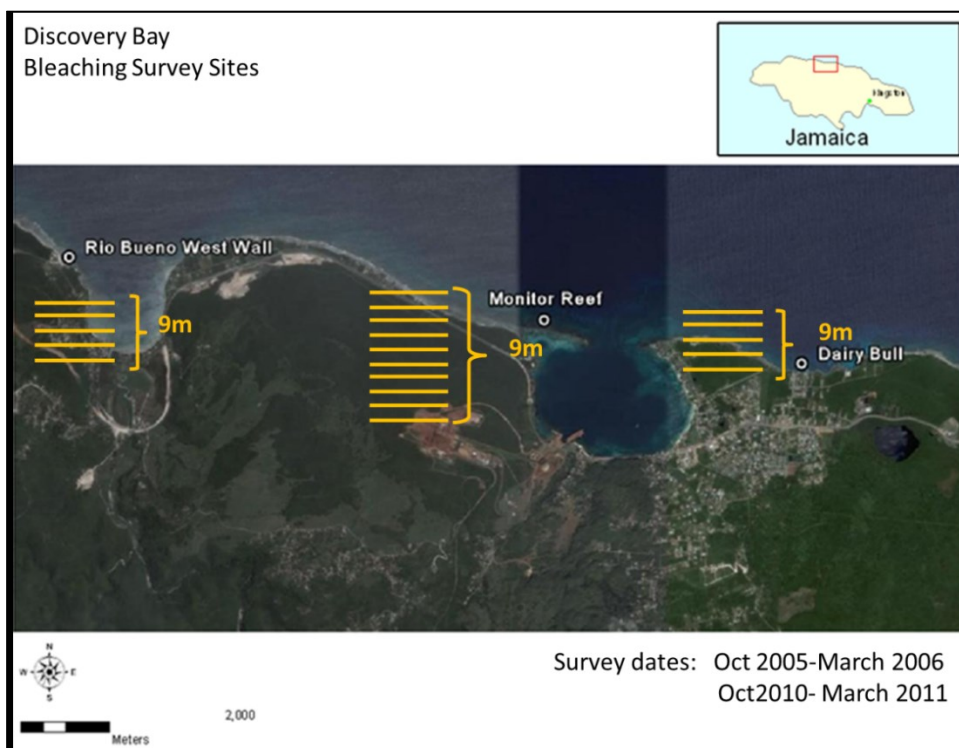 Discovery Bay
Bleaching Survey Sites
Kingston
Jamaica
Rio Bueno West Wall
9m
Monitor Reef
9m
9m
Dairy Bull
N
W E
S
2,000
Meters
Survey dates: Oct 2005-March 2006
Oct2010- March 2011